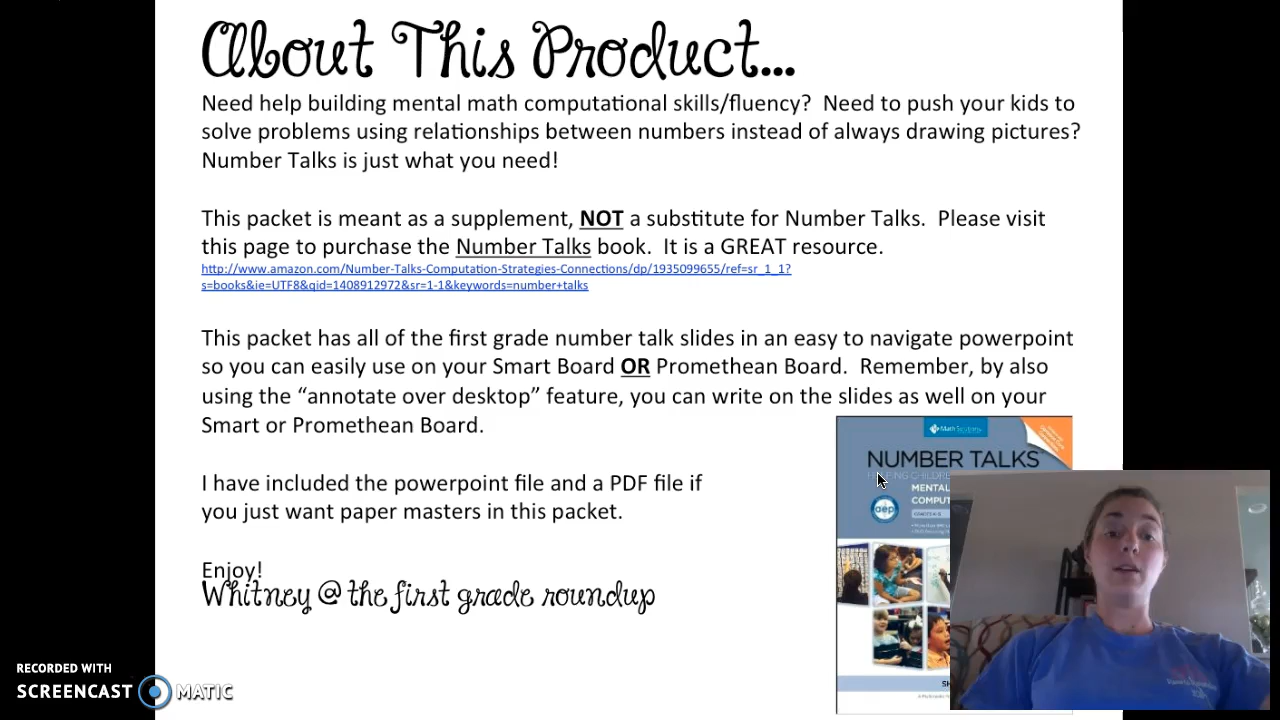 About This Product...
Need help building mental math computational skills/fluency? Need to push your kids to
solve problems using relationships between numbers instead of always drawing pictures?
Number Talks is just what you need!
This packet is meant as a supplement, NOT a substitute for Number Talks. Please visit
this page to purchase the Number Talks book. It is a GREAT resource.
http://www.amazon.com/Number-Talks-Computation-Strategies-Connections/dp/1935099655/ref=sr_1_1?
s=books&ie=UTF8&qid=1408912972&sr=1-1&keywords=number+talks
This packet has all of the first grade number talk slides in an easy to navigate powerpoint
so you can easily use on your Smart Board OR Promethean Board. Remember, by also
using the “annotate over desktop” feature, you can write on the slides as well on your
Smart or Promethean Board.
I have included the powerpoint file and a PDF file if
you just want paper masters in this packet.
Enjoy!
Whitney @ the first grade roundup
Math Solutions
NUMBER TALKS
MENTAL
COMPU
aep
SH
RECORDED WITH
SCREENCAST MATIC